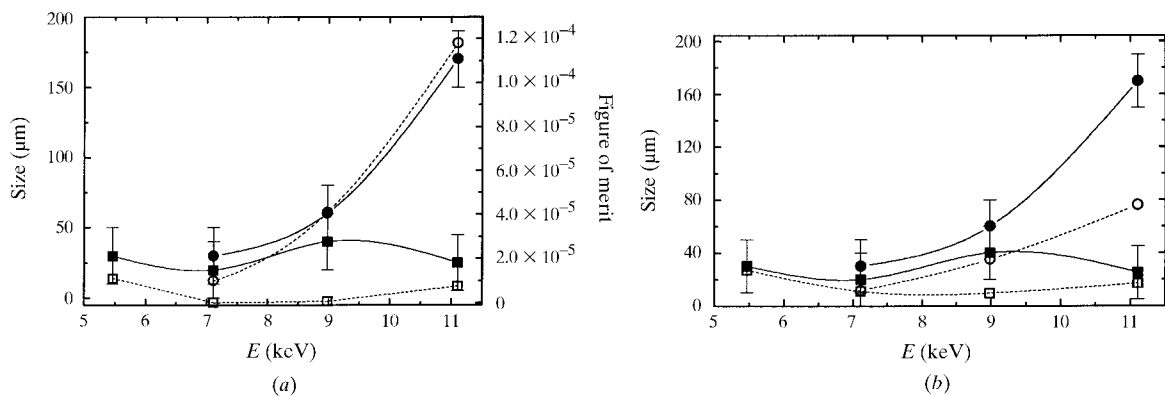 200
150
100
50
0
Size (μm)
5
6
7
8
9
10
11
E (kcV)
(a)
1.2 × 10⁻⁴
1.0 × 10⁻⁴
8.0 × 10⁻⁵
6.0 × 10⁻⁵
4.0 × 10⁻⁵
2.0 × 10⁻⁵
0
Figure of merit
200
160
120
80
40
0
Size (μm)
5
6
7
8
9
10
11
E (keV)
(b)